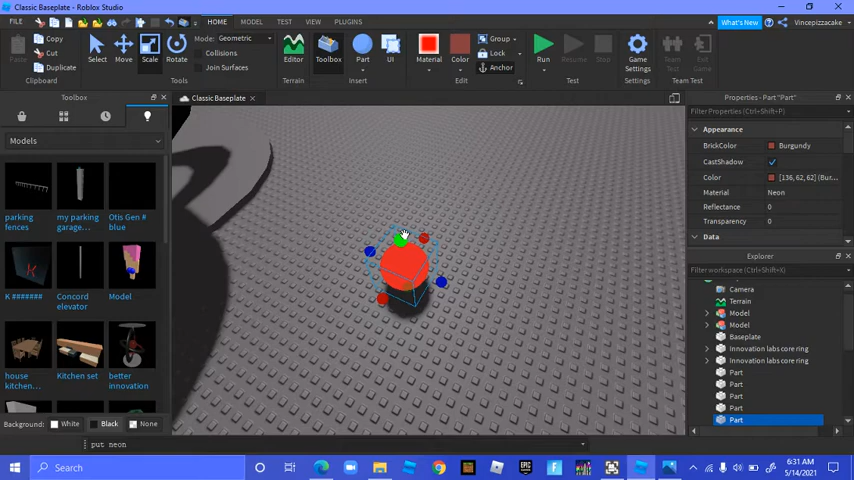 Classic Baseplate - Roblox Studio
FILE HOME MODEL TEST VIEW PLUGINS What's New Vincepizzacake
Copy
Cut
Duplicate
Clipboard
Select Move Scale Rotate
Mode: Geometric
Collisions
Join Surfaces
Tools
Editor
Terrain
Toolbox Part UI
Insert
Material Color
Group
Lock
Anchor
Edit
Run Resume Stop
Test
Game Settings
Settings
Team Test Exit Game
Team Test
Toolbox
Classic Baseplate
Models
parking fences
my parking garage...
Otis Gen # blue
K #######
Concord elevator
Model
house kitchen...
Kitchen set
better innovation
Background: White Black None
put neon
Properties - Part "Part"
Filter Properties (Ctrl+Shift+P)
Appearance
BrickColor Burgundy
CastShadow
Color [136, 62, 62] (Bur...
Material Neon
Reflectance 0
Transparency 0
Data
Explorer
Filter workspace (Ctrl+Shift+X)
Camera
Terrain
Model
Model
Baseplate
Innovation labs core ring
Innovation labs core ring
Part
Part
Part
Part
Part
Search
EPIC
6:31 AM
5/14/2021